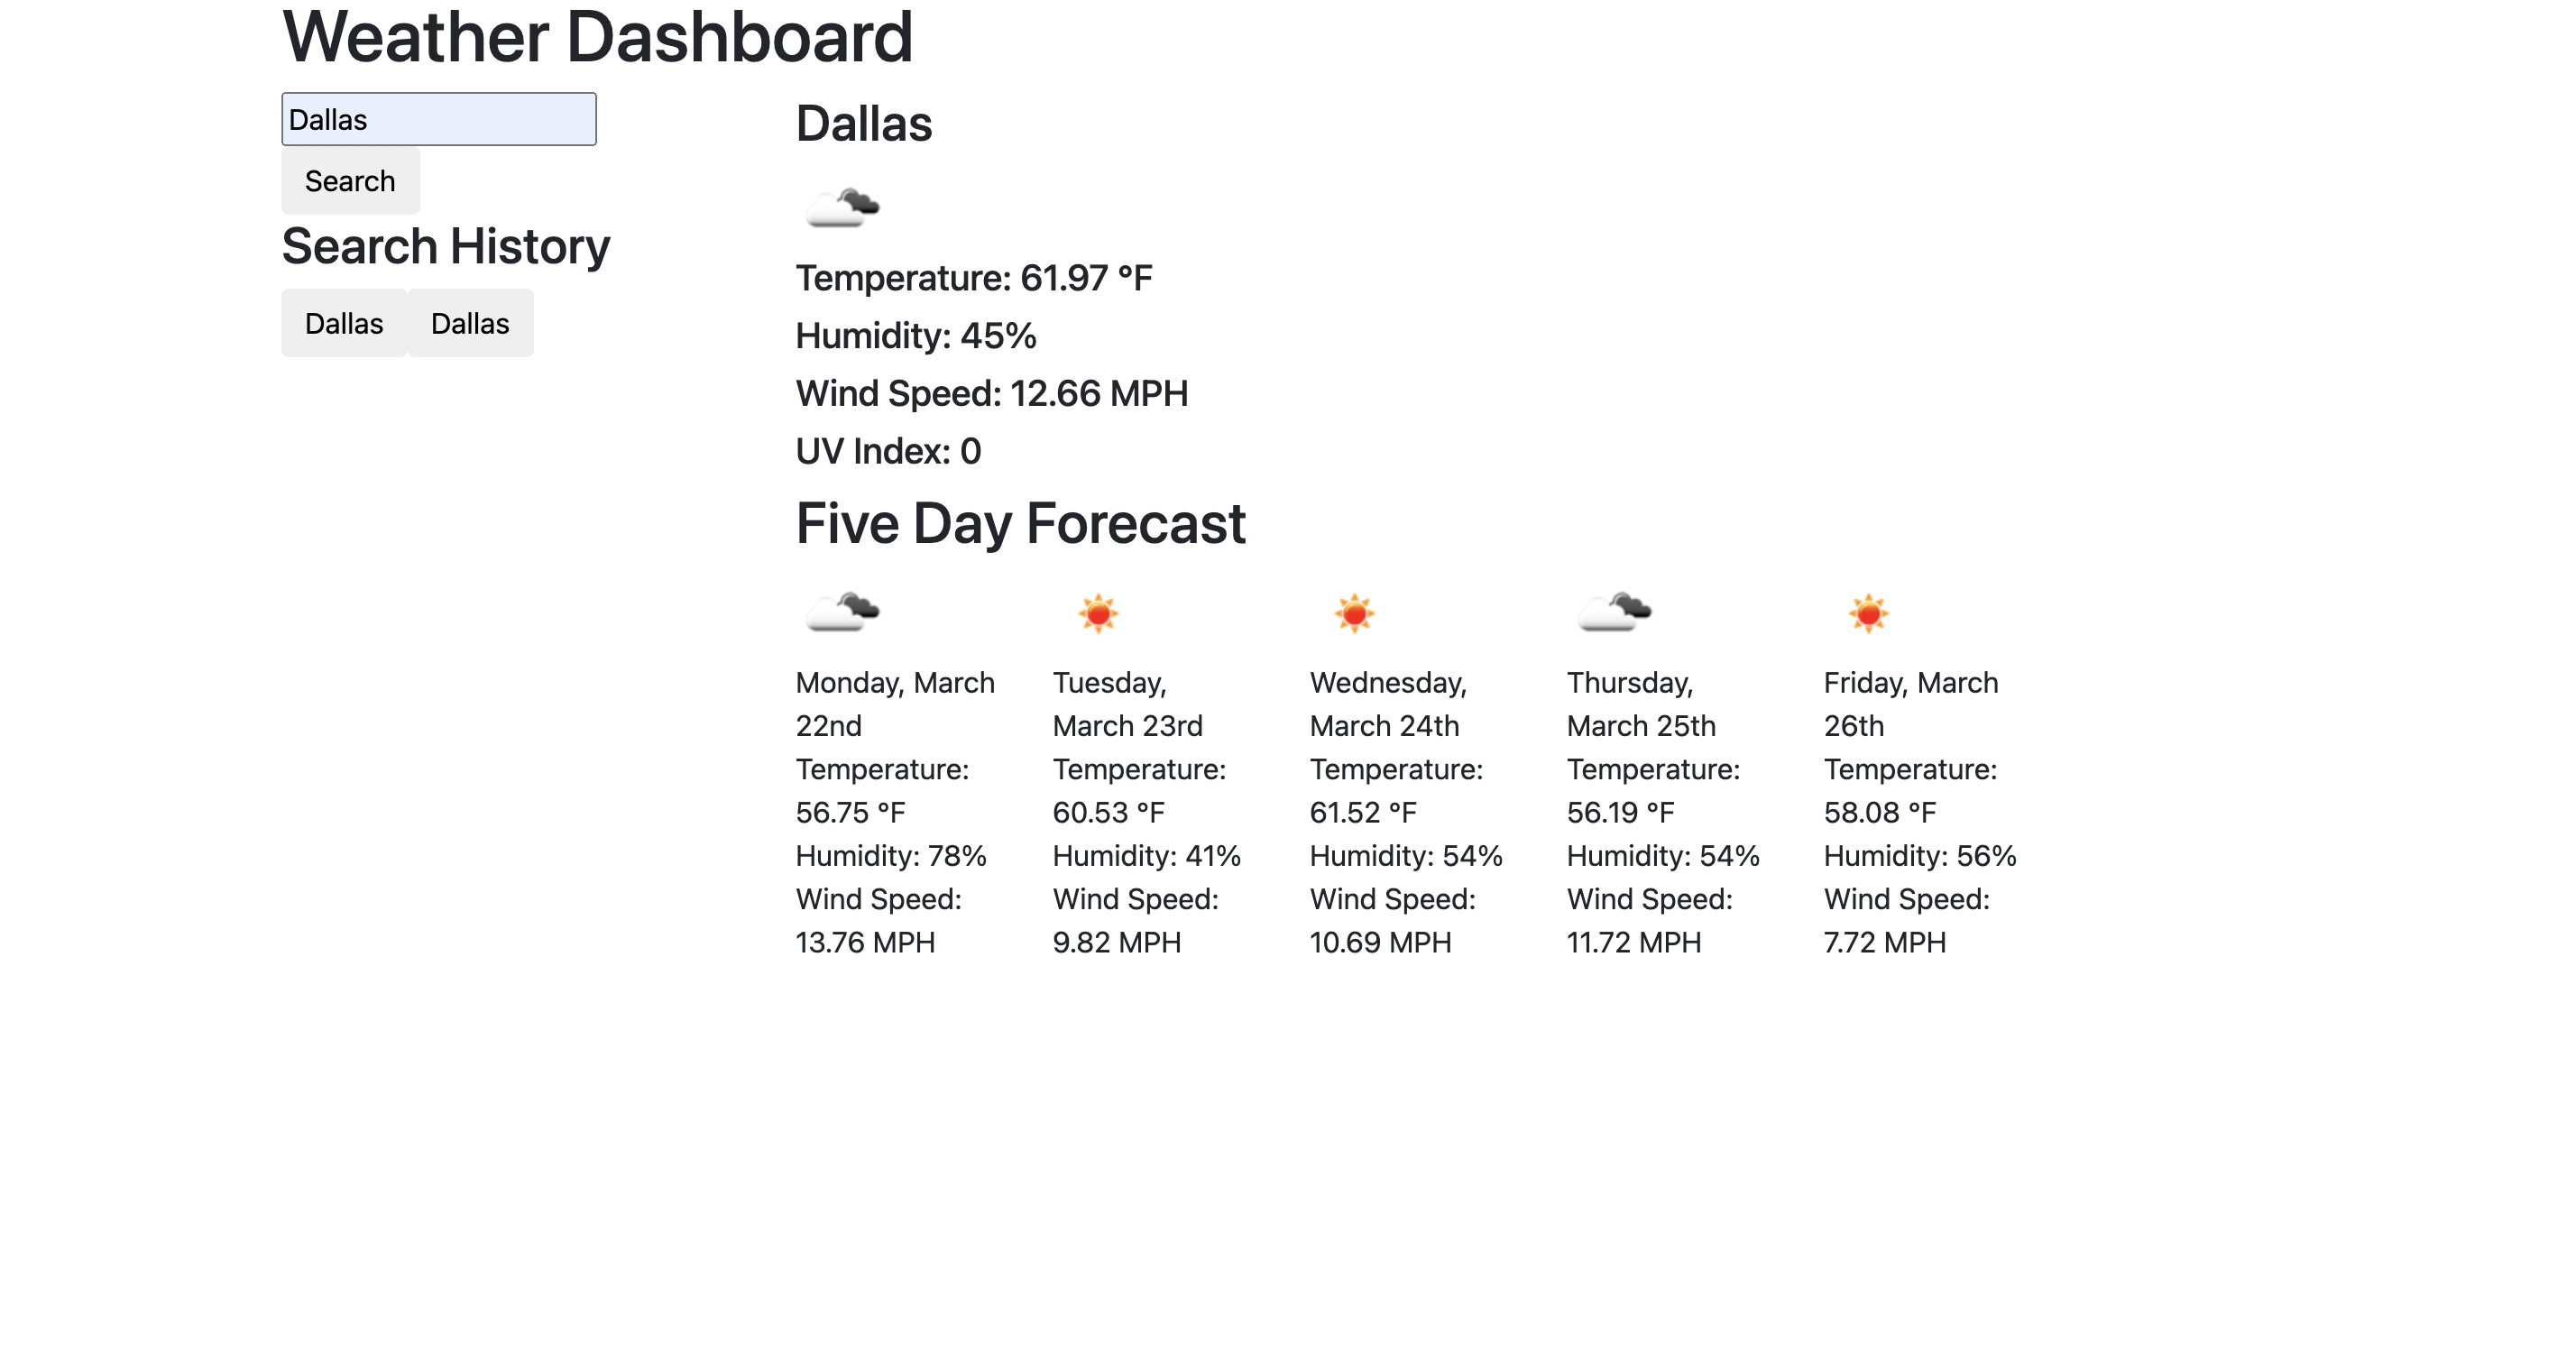 Weather Dashboard
Dallas
Search
Search History
Dallas Dallas
Dallas
Temperature: 61.97 °F
Humidity: 45%
Wind Speed: 12.66 MPH
UV Index: 0
Five Day Forecast
Monday, March
22nd
Temperature:
56.75 °F
Humidity: 78%
Wind Speed:
13.76 MPH
Tuesday,
March 23rd
Temperature:
60.53 °F
Humidity: 41%
Wind Speed:
9.82 MPH
Wednesday,
March 24th
Temperature:
61.52 °F
Humidity: 54%
Wind Speed:
10.69 MPH
Thursday,
March 25th
Temperature:
56.19 °F
Humidity: 54%
Wind Speed:
11.72 MPH
Friday, March
26th
Temperature:
58.08 °F
Humidity: 56%
Wind Speed:
7.72 MPH